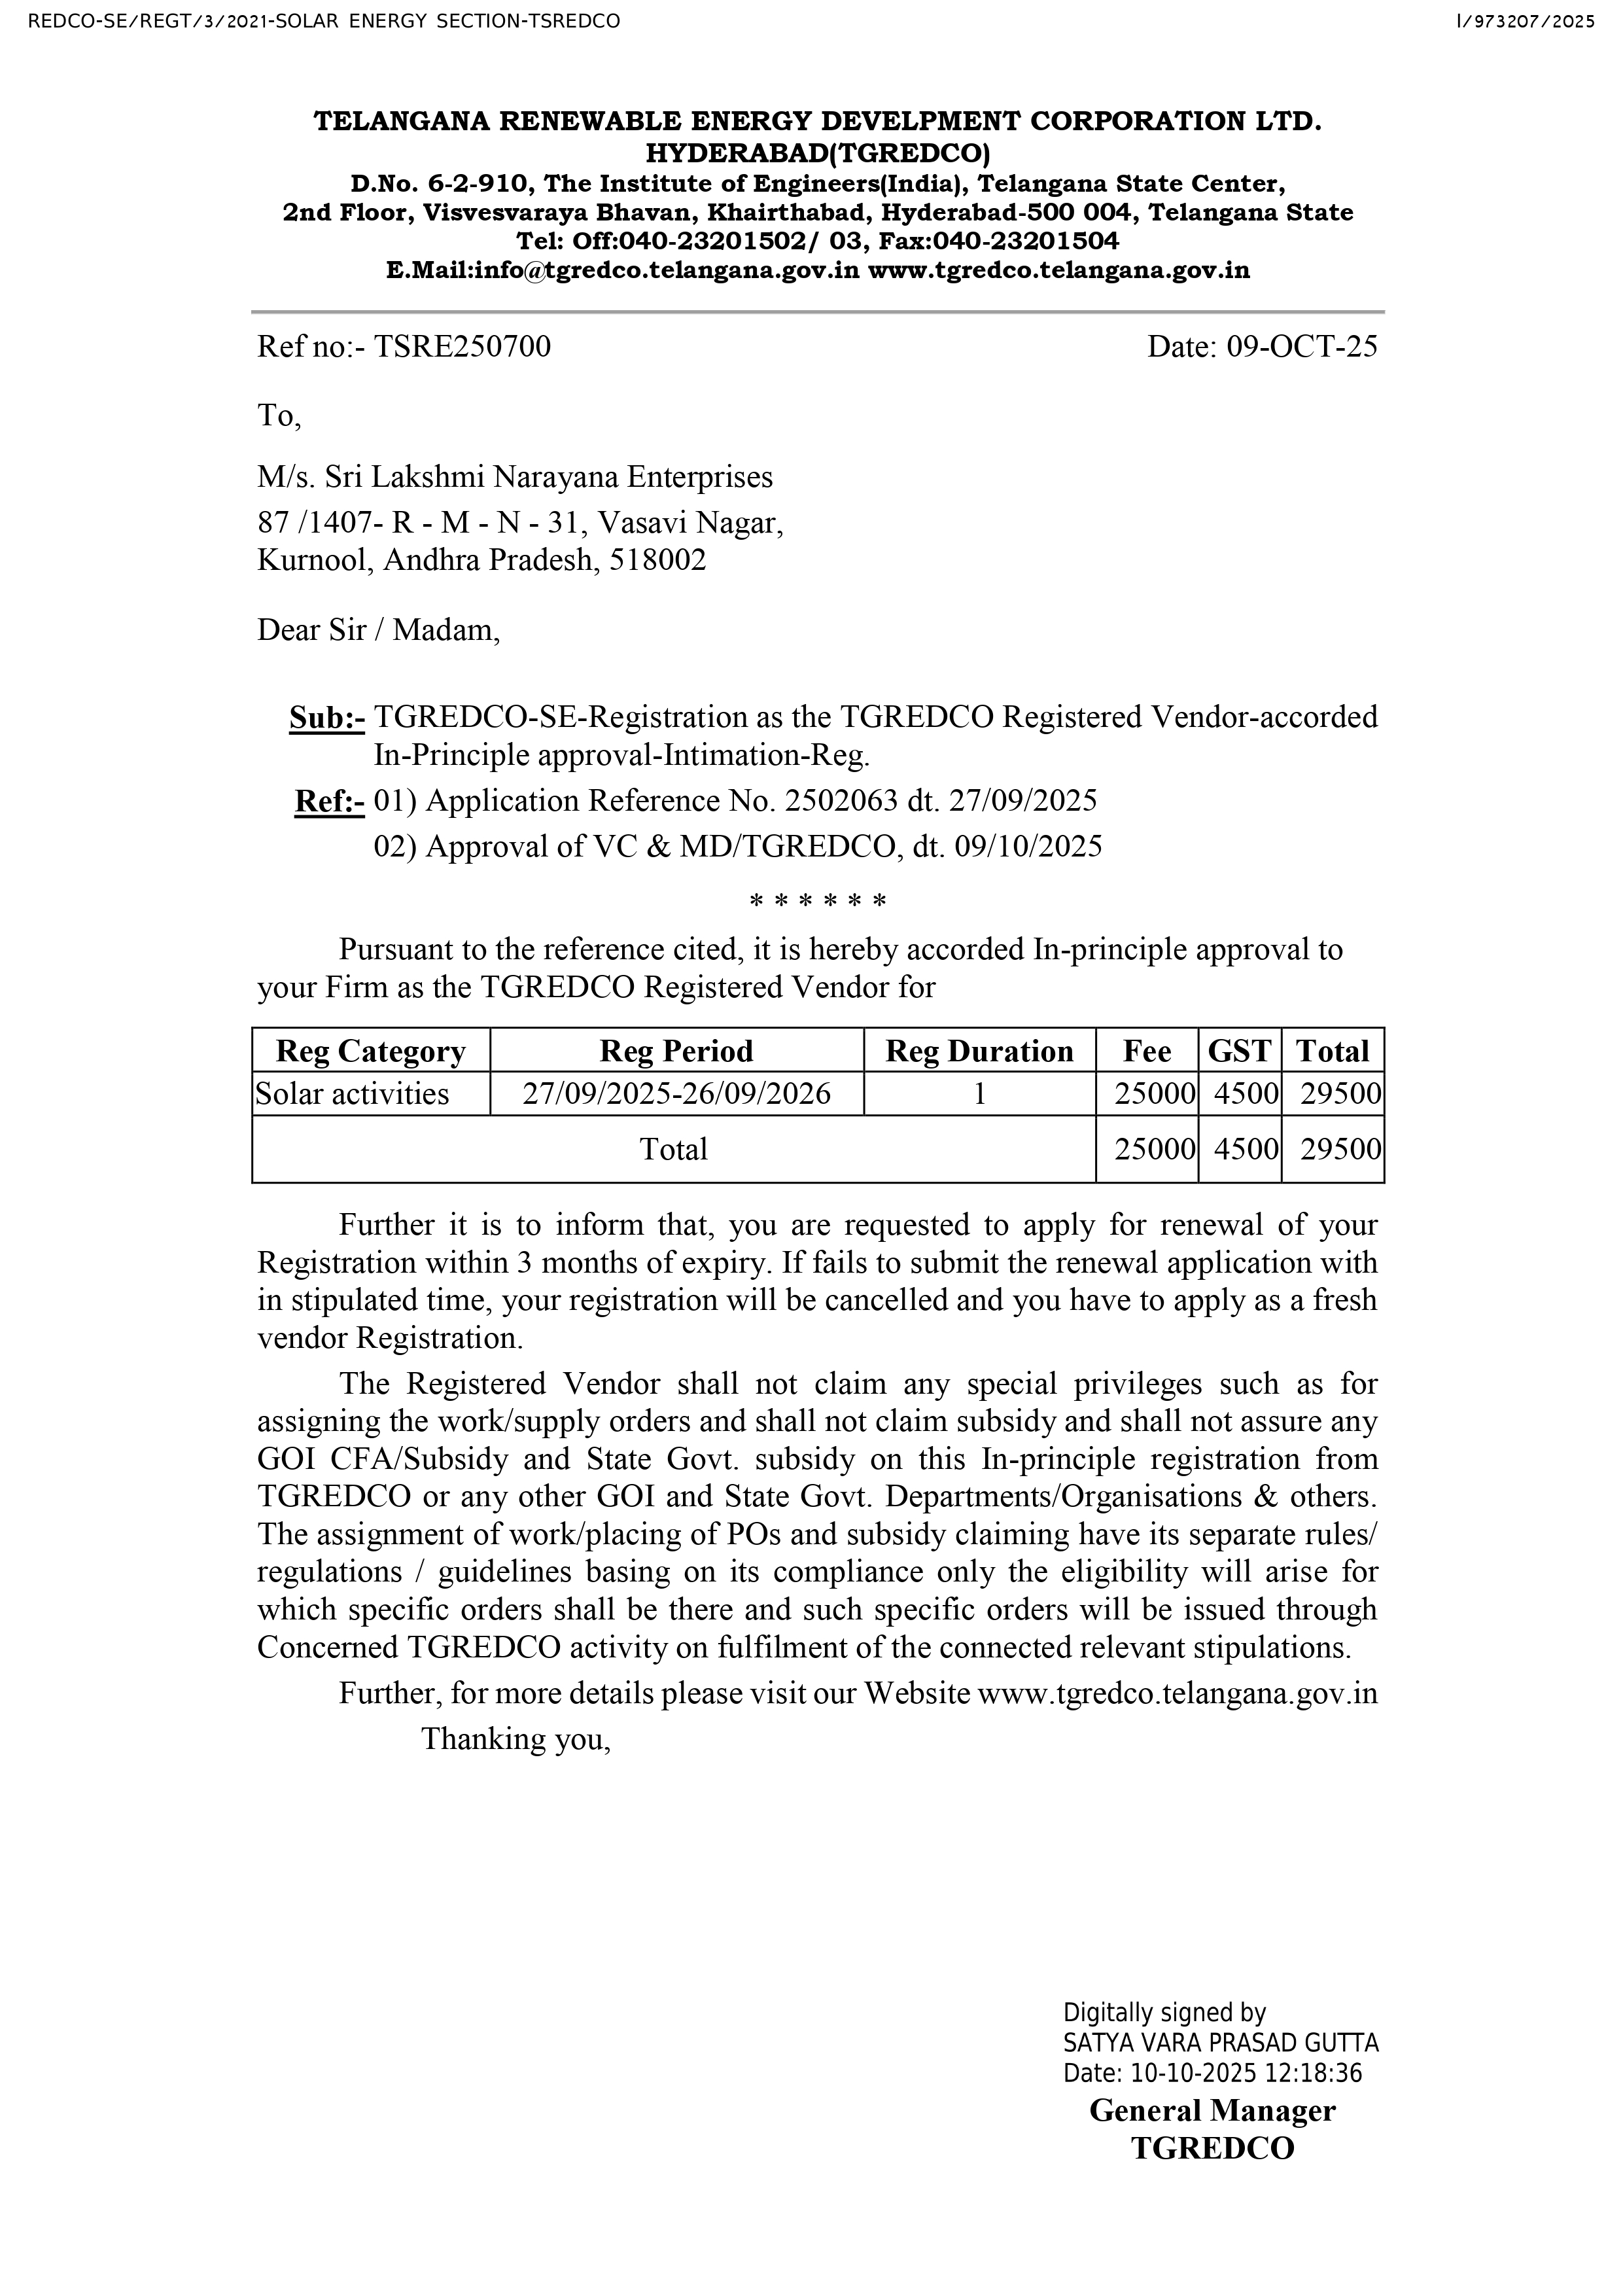 REDCO-SE/REGT/3/2021-SOLAR ENERGY SECTION-TSREDCO I/973207/2025
TELANGANA RENEWABLE ENERGY DEVELPMENT CORPORATION LTD.
HYDERABAD(TGREDCO)
D.No. 6-2-910, The Institute of Engineers(India), Telangana State Center,
2nd Floor, Visvesvaraya Bhavan, Khairthabad, Hyderabad-500 004, Telangana State
Tel: Off:040-23201502/ 03, Fax:040-23201504
E.Mail:info@tgredco.telangana.gov.in www.tgredco.telangana.gov.in
Ref no:- TSRE250700 Date: 09-OCT-25
To,
M/s. Sri Lakshmi Narayana Enterprises
87 /1407- R - M - N - 31, Vasavi Nagar,
Kurnool, Andhra Pradesh, 518002
Dear Sir / Madam,
Sub:- TGREDCO-SE-Registration as the TGREDCO Registered Vendor-accorded
In-Principle approval-Intimation-Reg.
Ref:- 01) Application Reference No. 2502063 dt. 27/09/2025
02) Approval of VC & MD/TGREDCO, dt. 09/10/2025
* * * * * *
Pursuant to the reference cited, it is hereby accorded In-principle approval to
your Firm as the TGREDCO Registered Vendor for
Reg Category Reg Period Reg Duration Fee GST Total
Solar activities 27/09/2025-26/09/2026 1 25000 4500 29500
Total 25000 4500 29500
Further it is to inform that, you are requested to apply for renewal of your
Registration within 3 months of expiry. If fails to submit the renewal application with
in stipulated time, your registration will be cancelled and you have to apply as a fresh
vendor Registration.
The Registered Vendor shall not claim any special privileges such as for
assigning the work/supply orders and shall not claim subsidy and shall not assure any
GOI CFA/Subsidy and State Govt. subsidy on this In-principle registration from
TGREDCO or any other GOI and State Govt. Departments/Organisations & others.
The assignment of work/placing of POs and subsidy claiming have its separate rules/
regulations / guidelines basing on its compliance only the eligibility will arise for
which specific orders shall be there and such specific orders will be issued through
Concerned TGREDCO activity on fulfilment of the connected relevant stipulations.
Further, for more details please visit our Website www.tgredco.telangana.gov.in
Thanking you,
Digitally signed by
SATYA VARA PRASAD GUTTA
Date: 10-10-2025 12:18:36
General Manager
TGREDCO